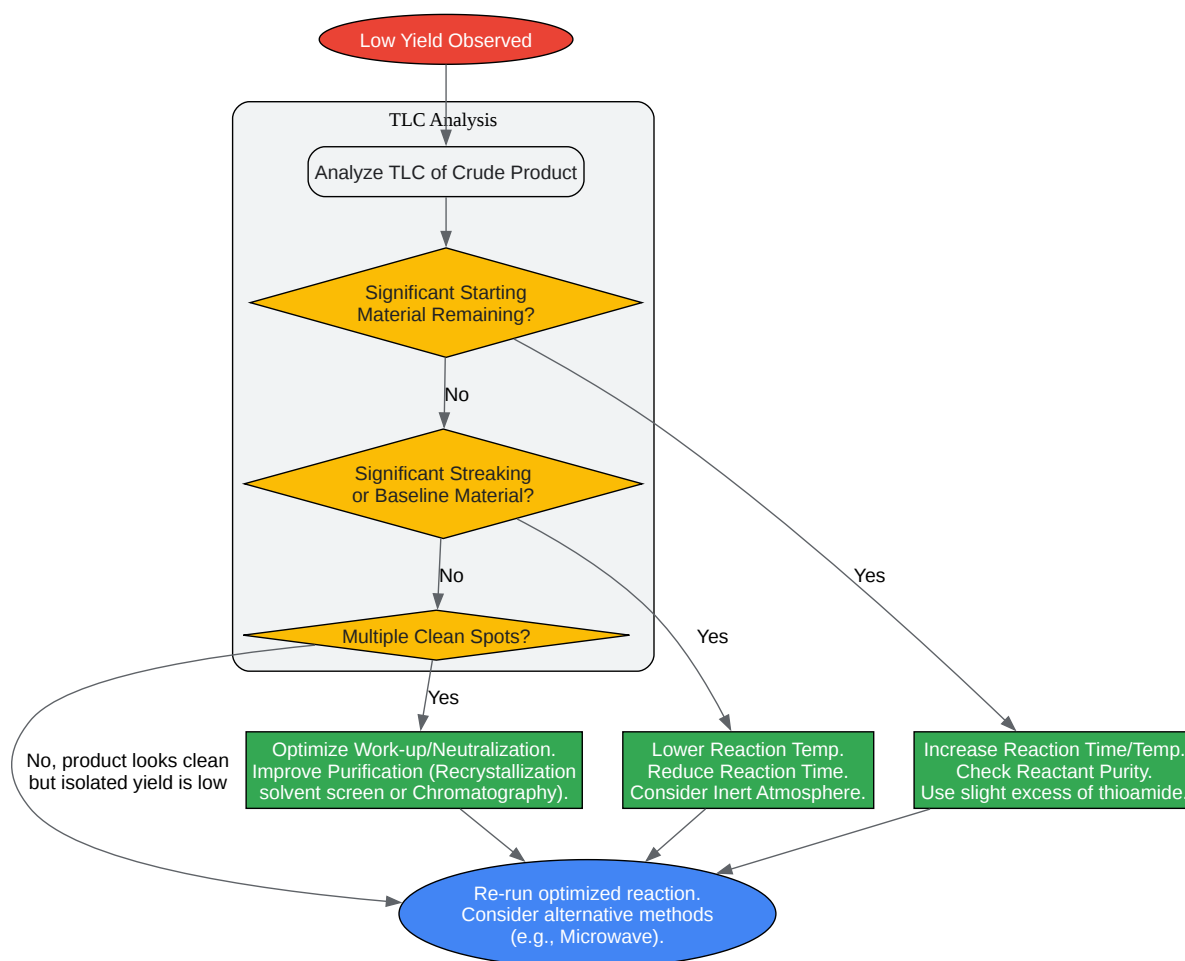 Low Yield Observed
TLC Analysis
Analyze TLC of Crude Product
Significant Starting
Material Remaining?
No
Significant Streaking
or Baseline Material?
Yes
No
Multiple Clean Spots?
Yes
Yes
No, product looks clean
but isolated yield is low
Optimize Work-up/Neutralization.
Improve Purification (Recrystallization
solvent screen or Chromatography).
Lower Reaction Temp.
Reduce Reaction Time.
Consider Inert Atmosphere.
Increase Reaction Time/Temp.
Check Reactant Purity.
Use slight excess of thioamide.
Re-run optimized reaction.
Consider alternative methods
(e.g., Microwave).